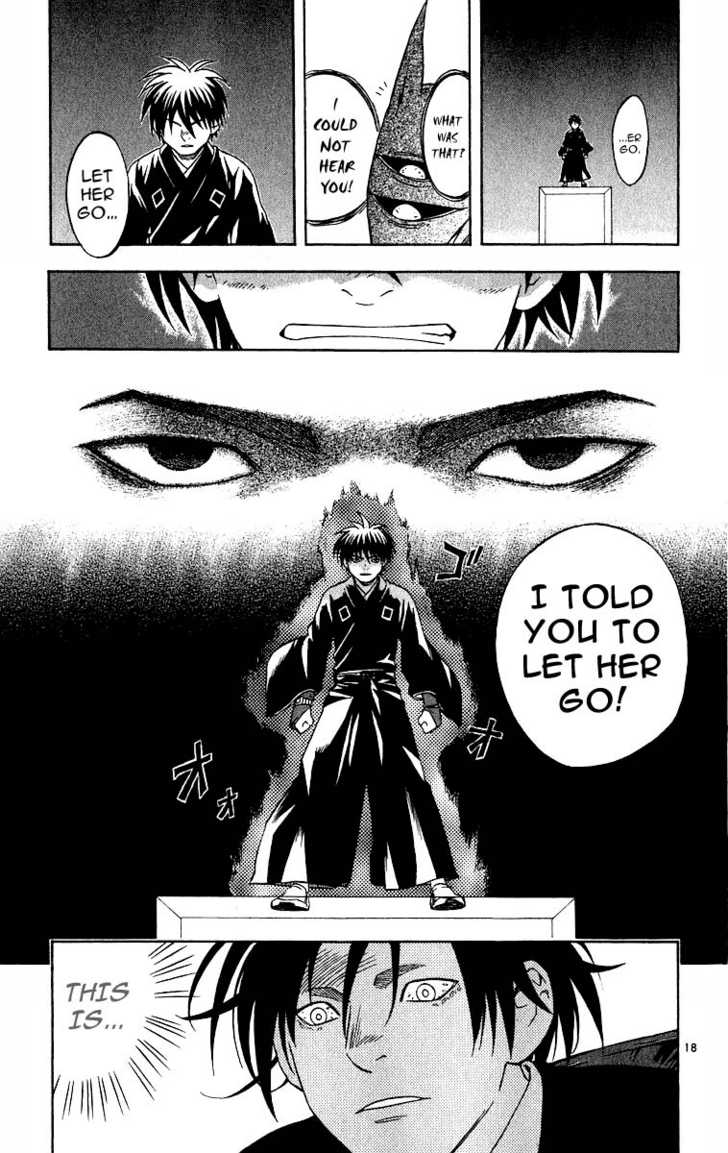 ...ER
GO.
WHAT
WAS
THAT?
I
COULD
NOT
HEAR
YOU!
LET
HER
GO...
I TOLD
YOU TO
LET HER
GO!
ゴ
オ
オ
オ
THIS
IS...
18